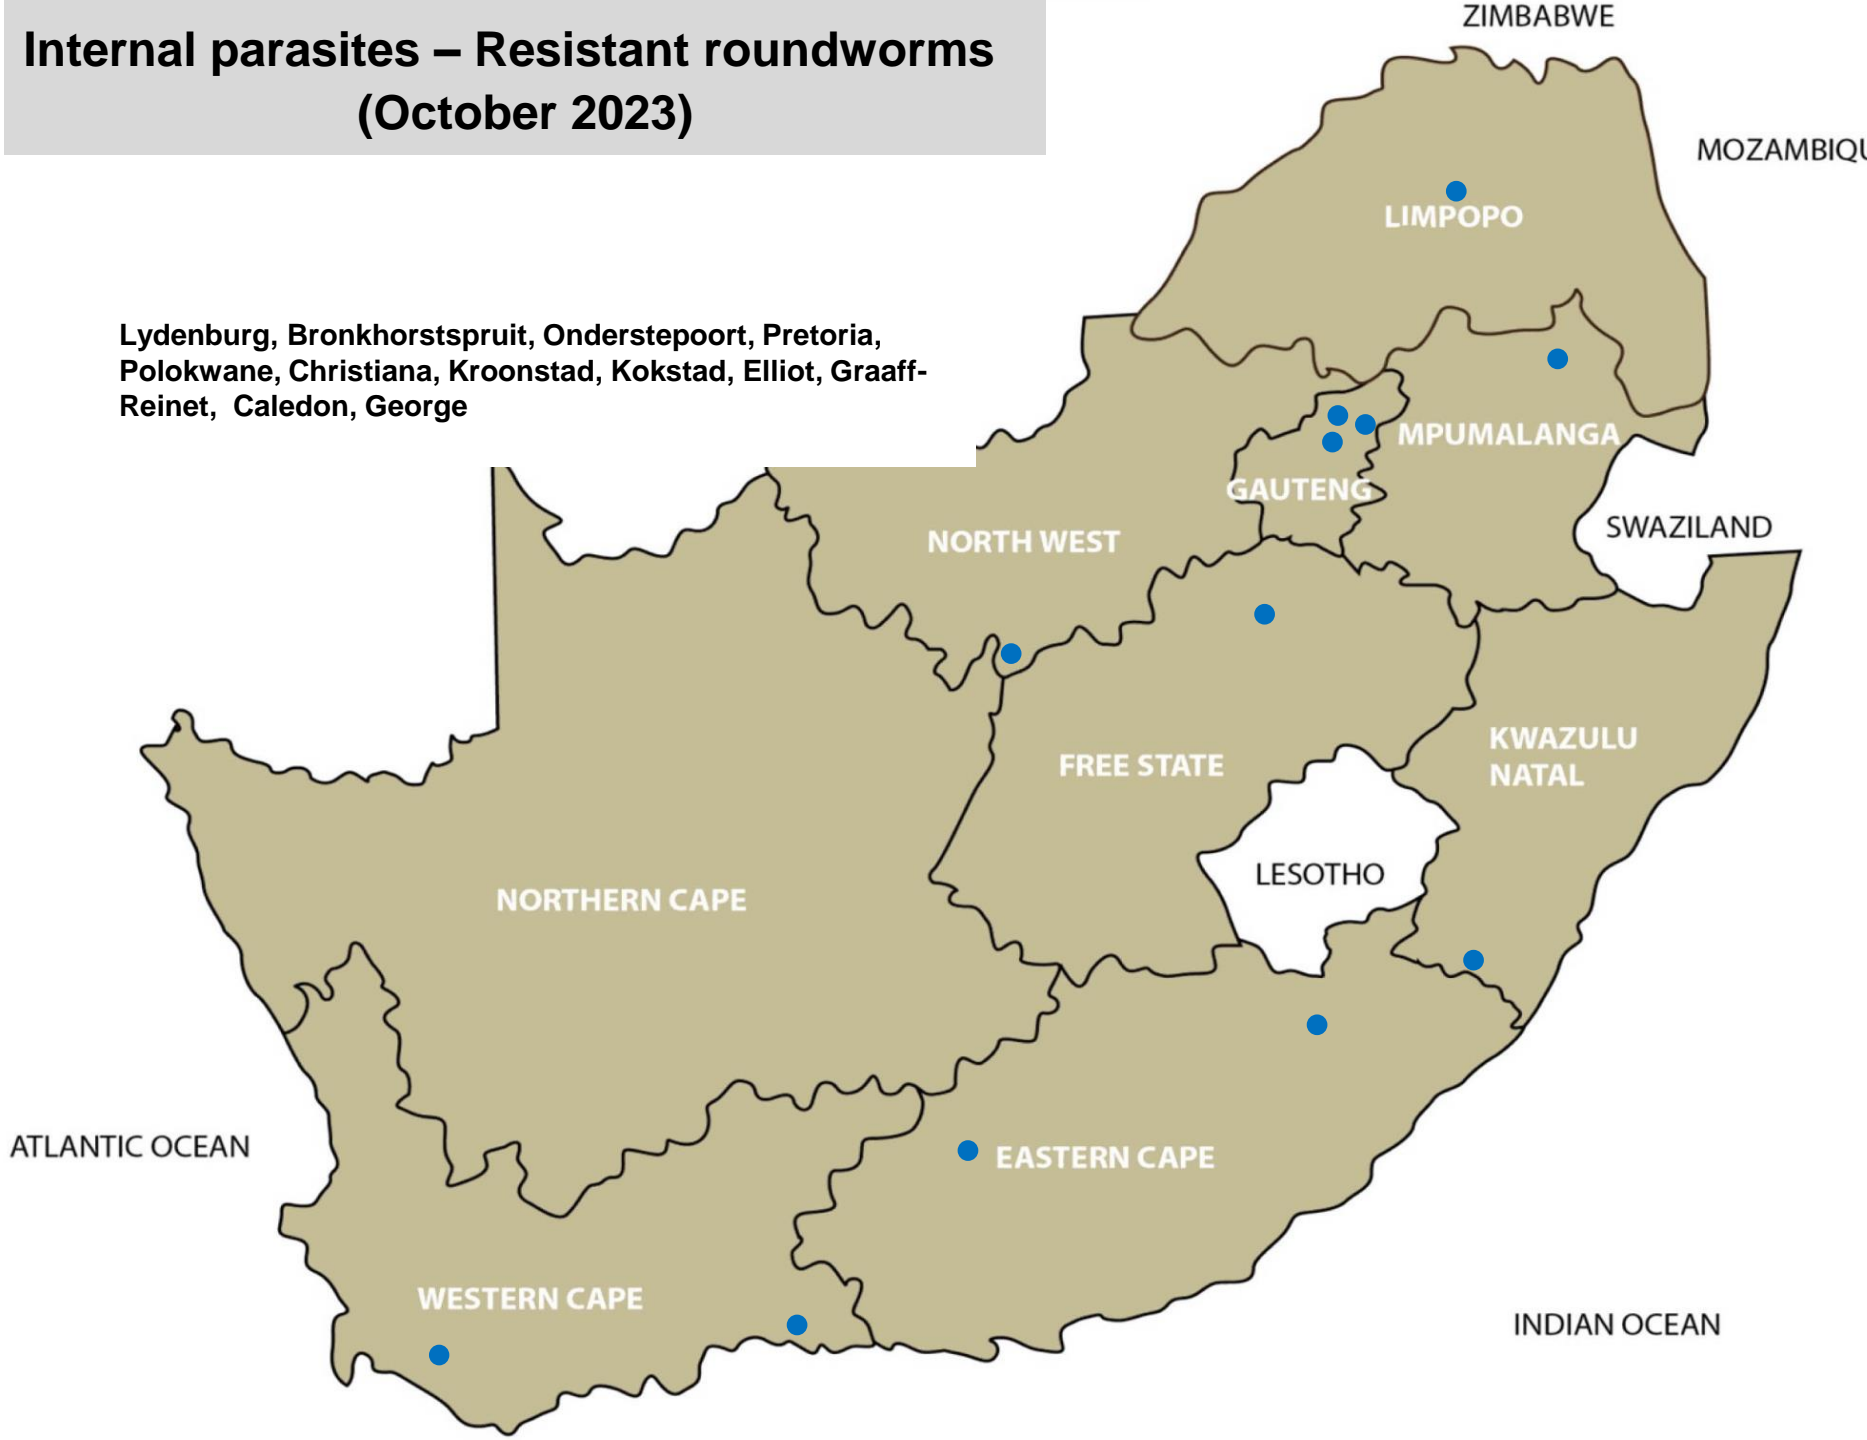 Internal parasites – Resistant roundworms
(October 2023)
ZIMBABWE
MOZAMBIQU
LIMPOPO
Lydenburg, Bronkhorstspruit, Onderstepoort, Pretoria,
Polokwane, Christiana, Kroonstad, Kokstad, Elliot, Graaff-
Reinet, Caledon, George
MPUMALANGA
GAUTENG
SWAZILAND
NORTH WEST
KWAZULU
NATAL
FREE STATE
LESOTHO
NORTHERN CAPE
ATLANTIC OCEAN
EASTERN CAPE
WESTERN CAPE
INDIAN OCEAN